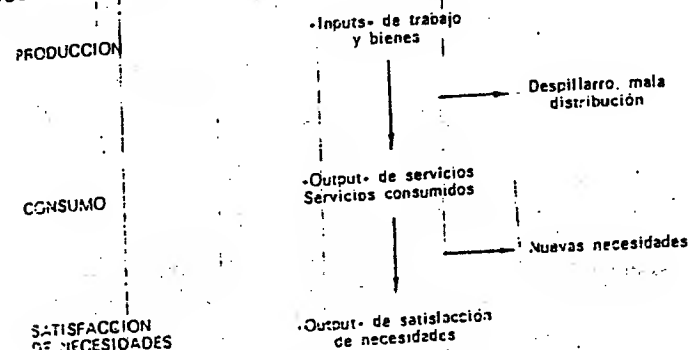 PRODUCCION
«Inputs» de trabajo
y bienes
Despillarro, mala
distribución
CONSUMO
«Output» de servicios
Servicios consumidos
Nuevas necesidades
SATISFACCION
DE NECESIDADES
«Output» de satisfacción
de necesidades